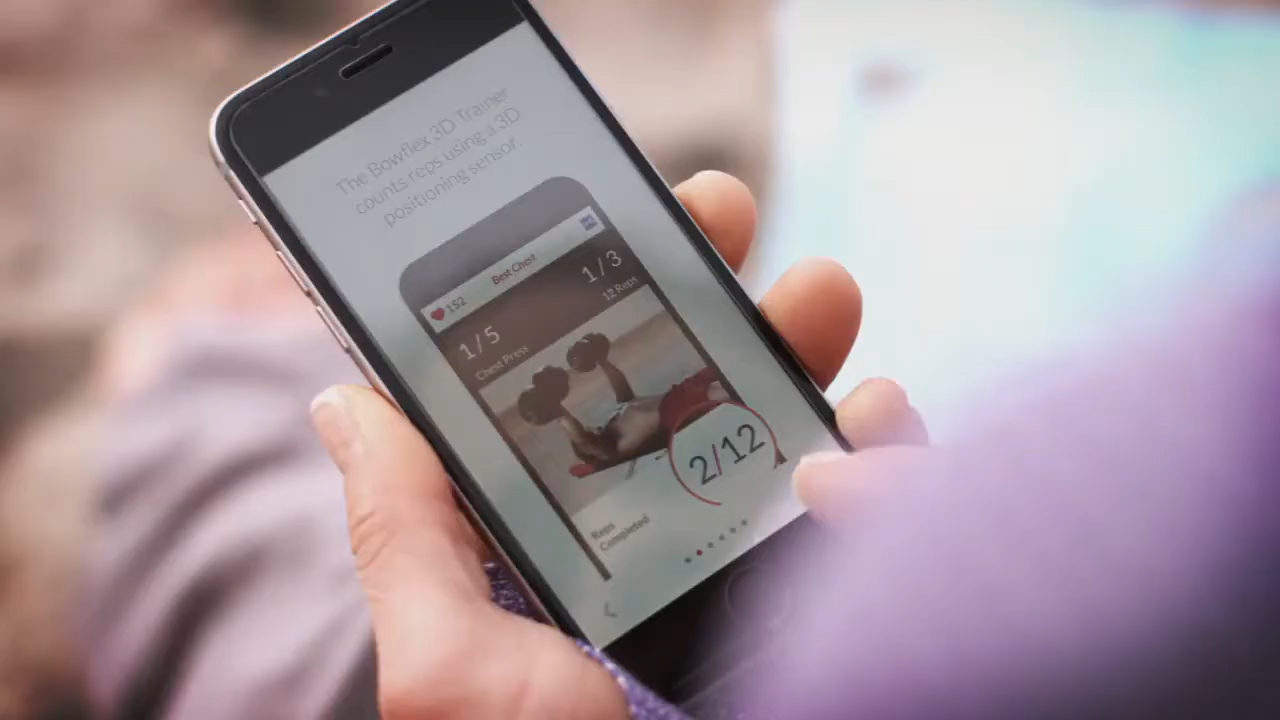 The Bowflex 3D Trainer
counts reps using a 3D
positioning sensor.
152
Best Chest
1/5
Chest Press
1/3
12 Reps
2/12
Reps
Completed